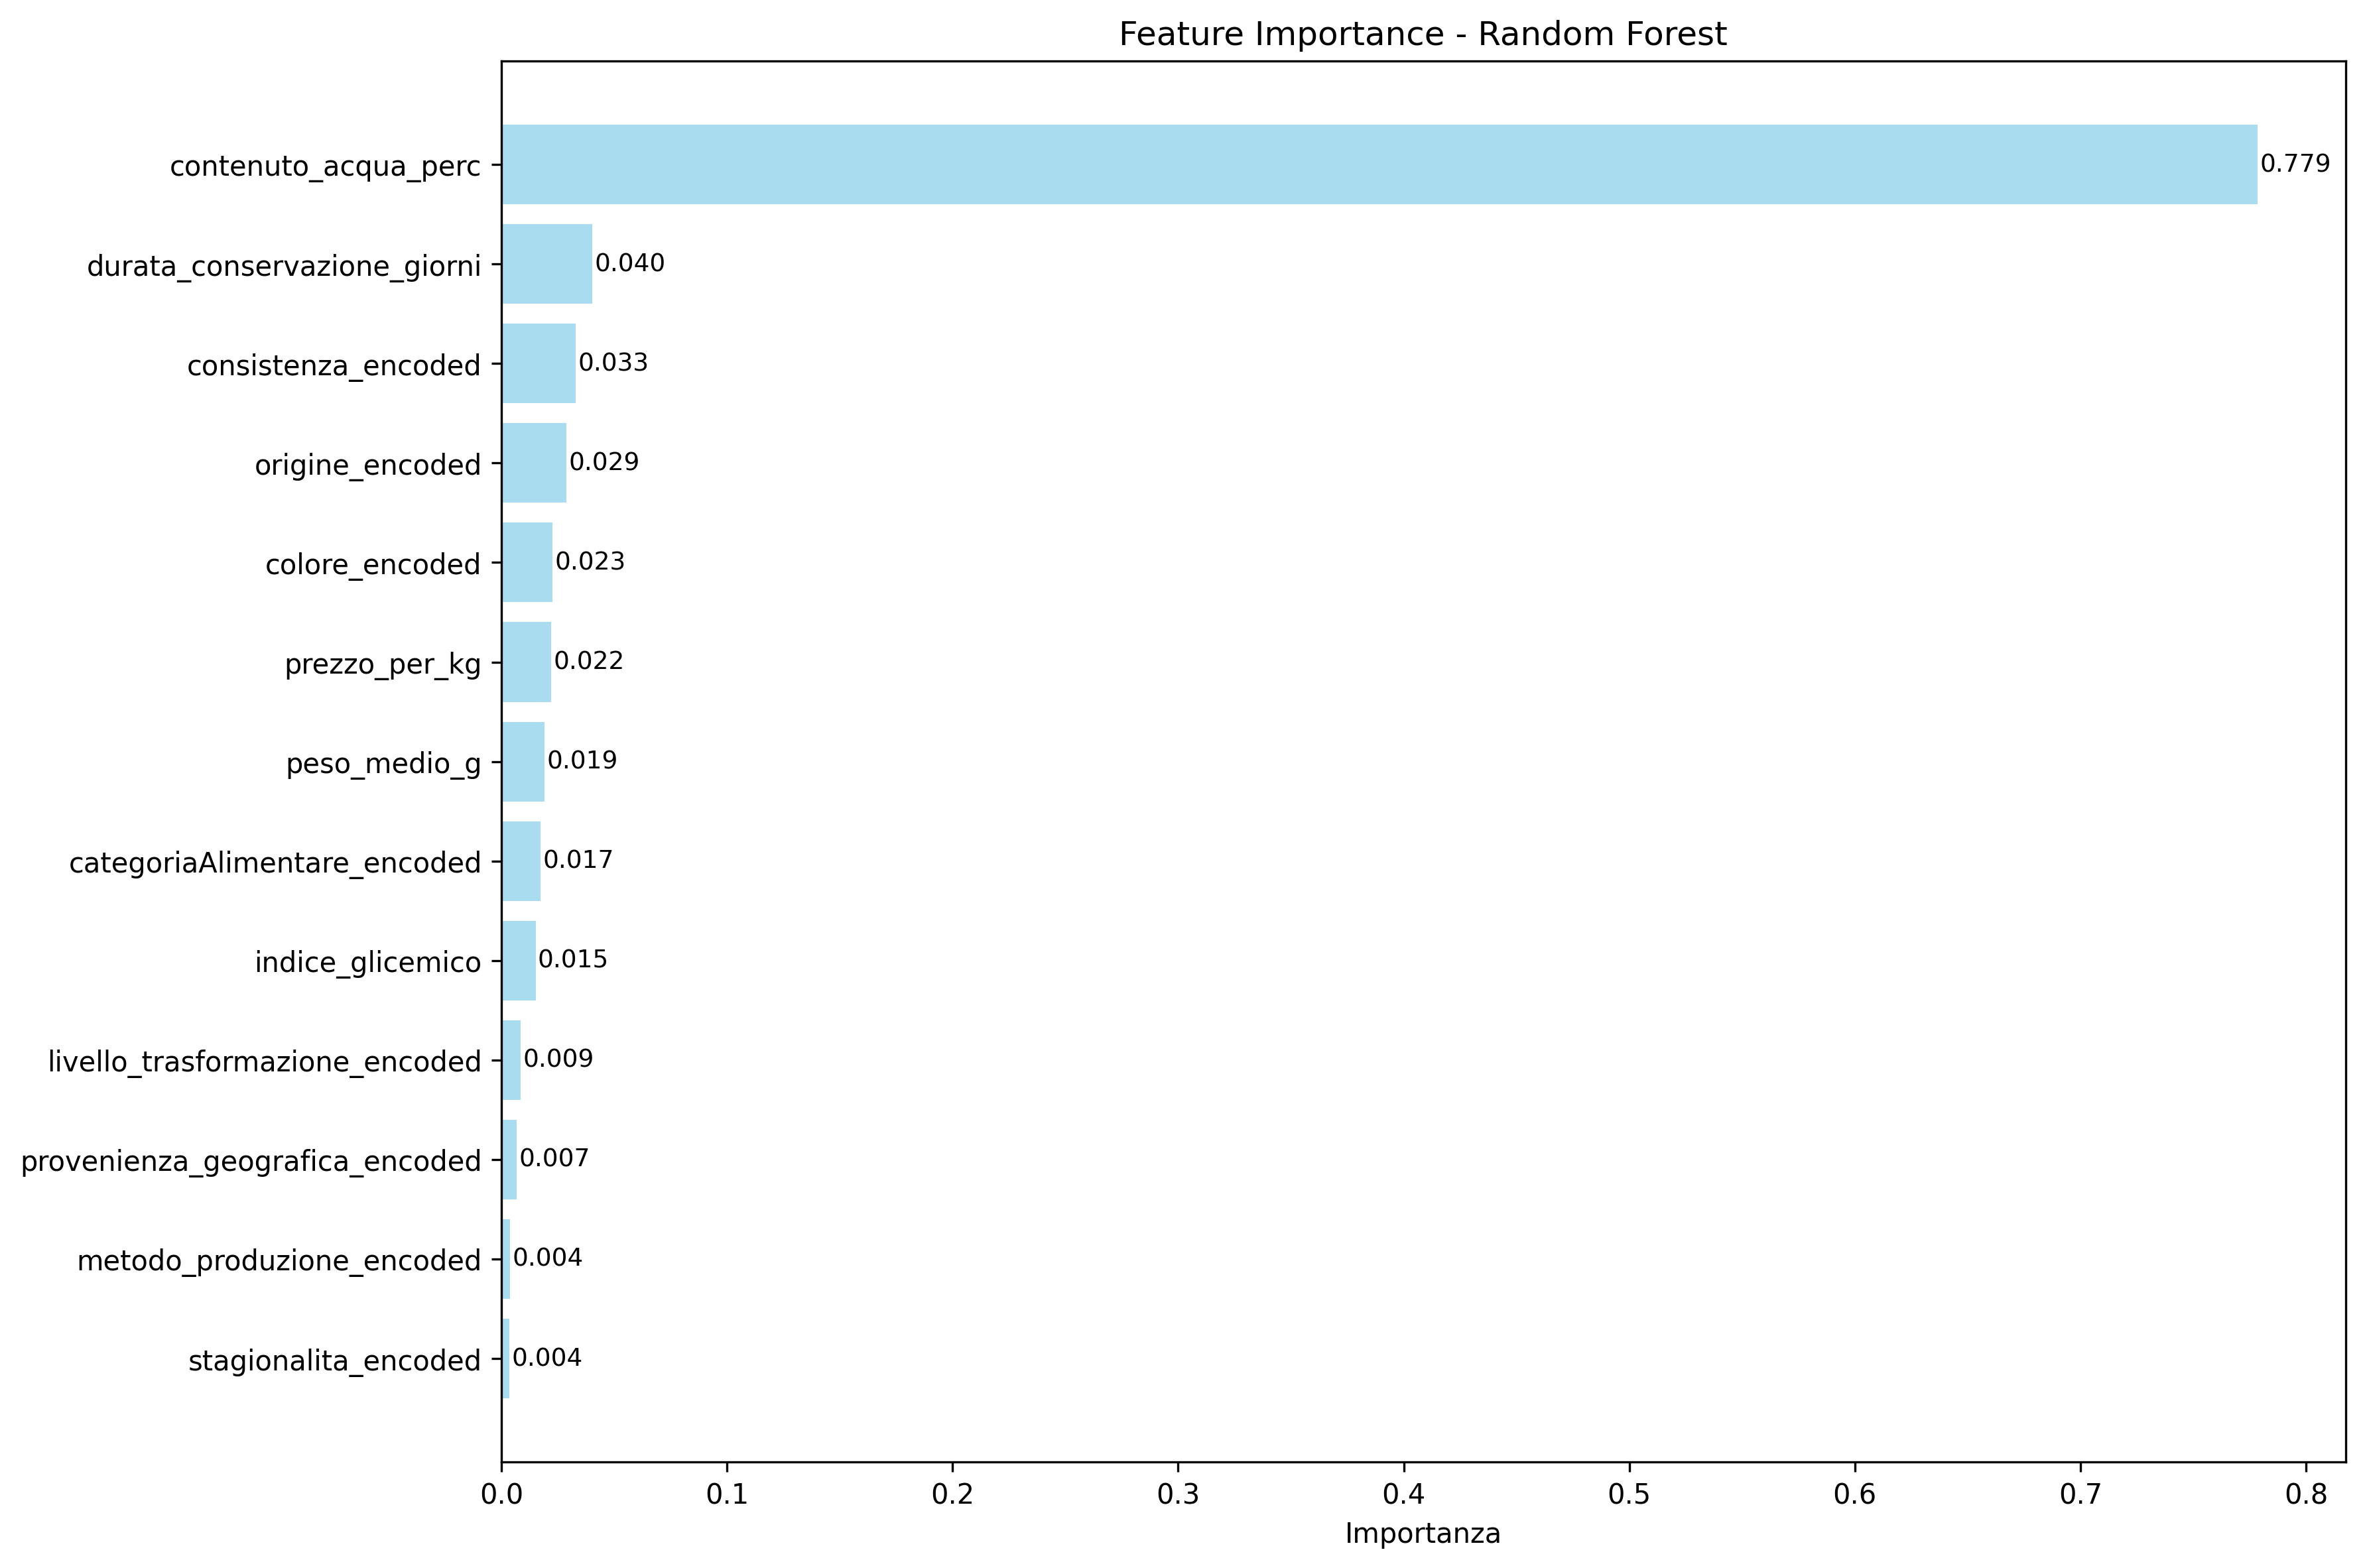 Feature Importance - Random Forest
contenuto_acqua_perc 0.779
durata_conservazione_giorni 0.040
consistenza_encoded 0.033
origine_encoded 0.029
colore_encoded 0.023
prezzo_per_kg 0.022
peso_medio_g 0.019
categoriaAlimentare_encoded 0.017
indice_glicemico 0.015
livello_trasformazione_encoded 0.009
provenienza_geografica_encoded 0.007
metodo_produzione_encoded 0.004
stagionalita_encoded 0.004
0.0 0.1 0.2 0.3 0.4 0.5 0.6 0.7 0.8
Importanza